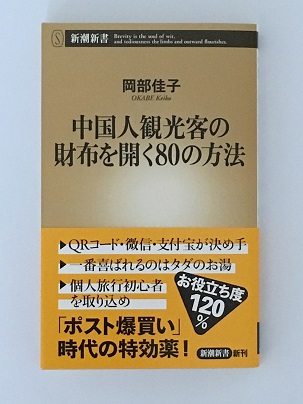 S 新潮新書
Brevity is the soul of wit,
and tediousness the limbs and outward flourishes.
岡部佳子
OKABE Keiko
中国人観光客の
財布を開く80の方法
▶QRコード・微信・支付宝が決め手
▶一番喜ばれるのはタダのお湯
▶個人旅行初心者
を取り込め
お役立ち度
120%
「ポスト爆買い」
時代の特効薬!
新潮新書 新刊